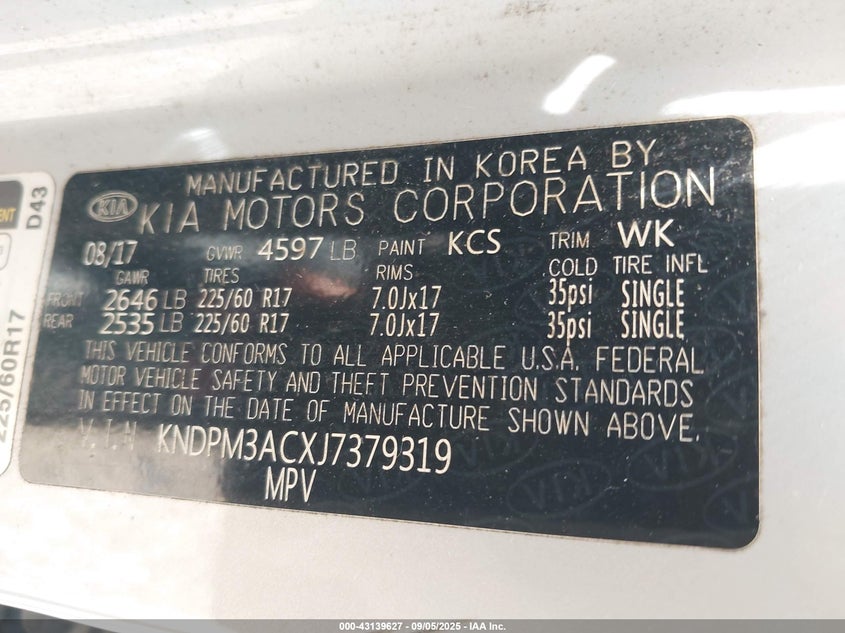 MANUFACTURED IN KOREA BY
KIA KIA MOTORS CORPORATION
08/17 GVWR 4597 LB PAINT KCS TRIM WK
GAWR TIRES RIMS COLD TIRE INFL
FRONT 2646 LB 225/60 R17 7.0Jx17 35psi SINGLE
REAR 2535 LB 225/60 R17 7.0Jx17 35psi SINGLE
THIS VEHICLE CONFORMS TO ALL APPLICABLE U.S.A. FEDERAL
MOTOR VEHICLE SAFETY AND THEFT PREVENTION STANDARDS
IN EFFECT ON THE DATE OF MANUFACTURE SHOWN ABOVE.
V.I.N KNDPM3ACXJ7379319
MPV
D43
225/60R17
000-43139627 - 09/05/2025 - IAA Inc.